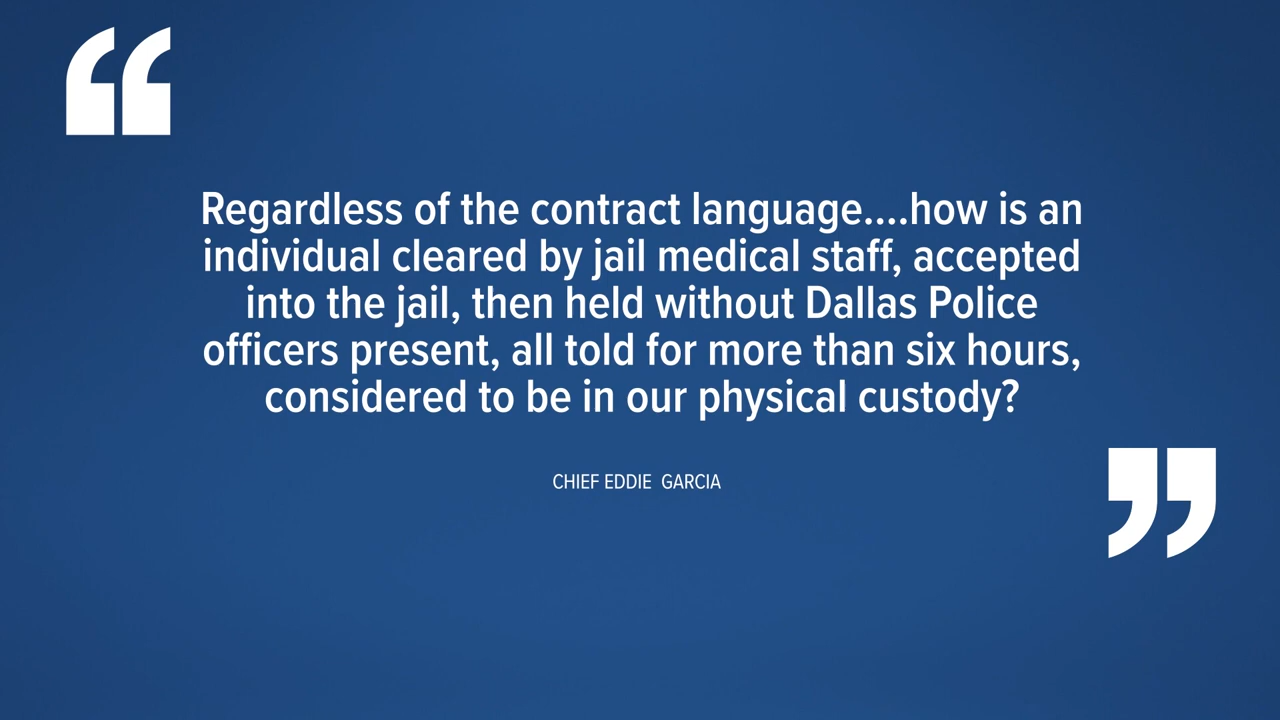 “
Regardless of the contract language....how is an
individual cleared by jail medical staff, accepted
into the jail, then held without Dallas Police
officers present, all told for more than six hours,
considered to be in our physical custody?
”
CHIEF EDDIE GARCIA